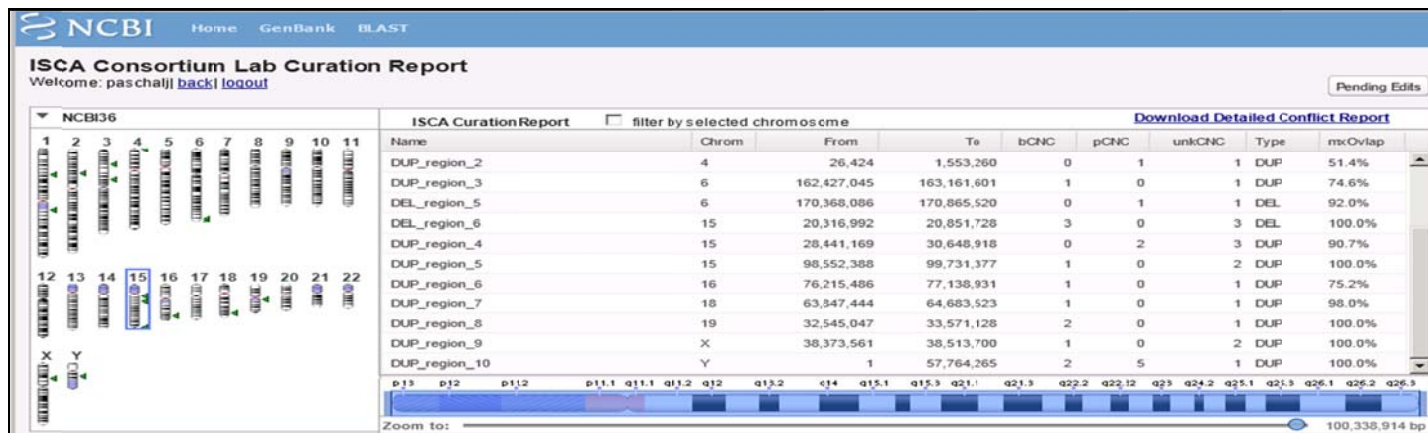 NCBI Home GenBank BLAST
ISCA Consortium Lab Curation Report
Welcome: paschalj| back| logout
Pending Edits
NCBI36
ISCA Curation Report filter by selected chromosome Download Detailed Conflict Report
1 2 3 4 5 6 7 8 9 10 11
Name Chrom From To bCNC pCNC unkCNC Type mxOvlap
DUP_region_2 4 26,424 1,553,260 0 1 1 DUP 51.4%
DUP_region_3 6 162,427,045 163,161,601 1 0 1 DUP 74.6%
DEL_region_5 6 170,368,086 170,865,520 0 1 1 DEL 92.0%
DEL_region_6 15 20,316,992 20,851,728 3 0 3 DEL 100.0%
DUP_region_4 15 28,441,169 30,648,918 0 2 3 DUP 90.7%
DUP_region_5 15 98,552,388 99,731,377 1 0 2 DUP 100.0%
12 13 14 15 16 17 18 19 20 21 22
DUP_region_6 16 76,215,486 77,138,931 1 0 1 DUP 75.2%
DUP_region_7 18 63,847,444 64,683,523 1 0 1 DUP 98.0%
DUP_region_8 19 32,545,047 33,571,128 2 0 1 DUP 100.0%
DUP_region_9 X 38,373,561 38,513,700 1 0 2 DUP 100.0%
X Y
DUP_region_10 Y 1 57,764,265 2 5 1 DUP 100.0%
p13 p12 p11.2 p11.1 q11.1 q11.2 q12 q13.2 q14 q15.1 q15.3 q21.1 q21.3 q22.2 q22.32 q23 q24.2 q25.1 q25.3 q26.1 q26.2 q26.3
Zoom to: 100,338,914 bp